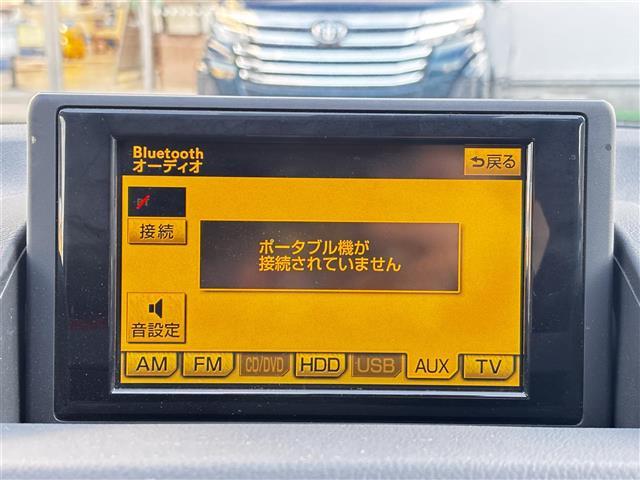 Bluetooth
オーディオ
戻る
接続
ポータブル機が
接続されていません
音設定
AM FM CD/DVD HDD USB AUX TV